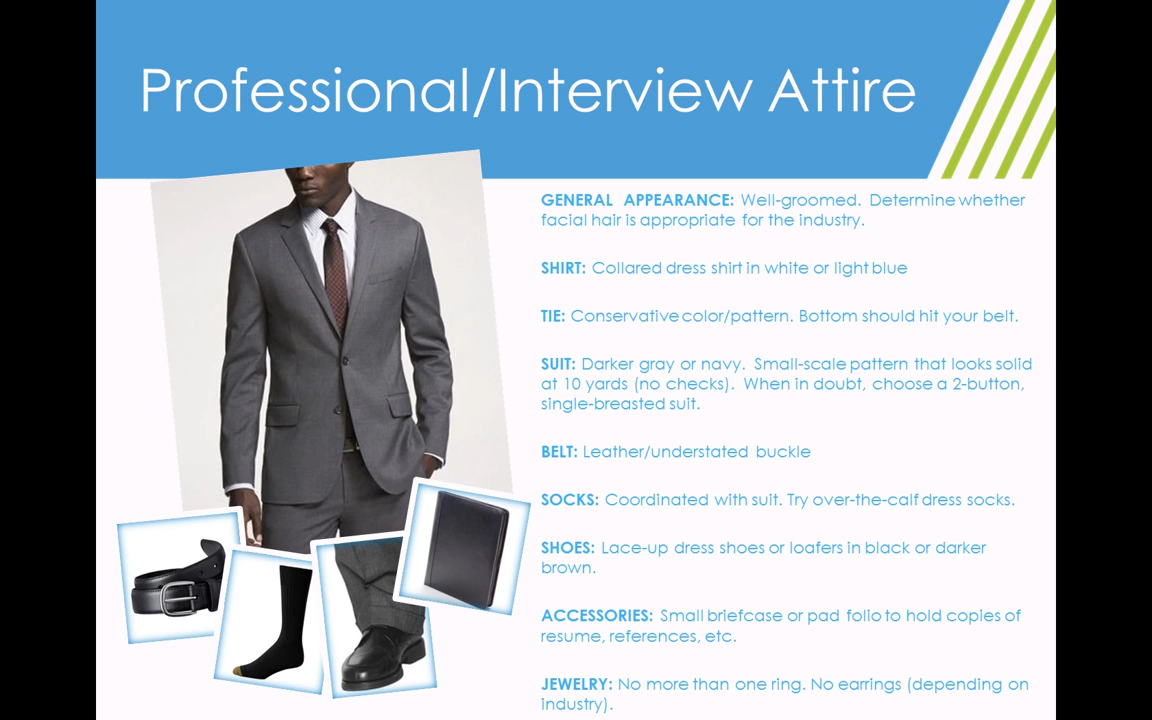 Professional/Interview Attire
GENERAL APPEARANCE: Well-groomed. Determine whether
facial hair is appropriate for the industry.
SHIRT: Collared dress shirt in white or light blue
TIE: Conservative color/pattern. Bottom should hit your belt.
SUIT: Darker gray or navy. Small-scale pattern that looks solid
at 10 yards (no checks). When in doubt, choose a 2-button,
single-breasted suit.
BELT: Leather/understated buckle
SOCKS: Coordinated with suit. Try over-the-calf dress socks.
SHOES: Lace-up dress shoes or loafers in black or darker
brown.
ACCESSORIES: Small briefcase or pad folio to hold copies of
resume, references, etc.
JEWELRY: No more than one ring. No earrings (depending on
industry).